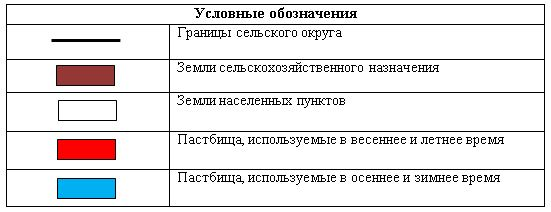 Условные обозначения
Границы сельского округа
Земли сельскохозяйственного назначения
Земли населенных пунктов
Пастбища, используемые в весеннее и летнее время
Пастбища, используемые в осеннее и зимнее время